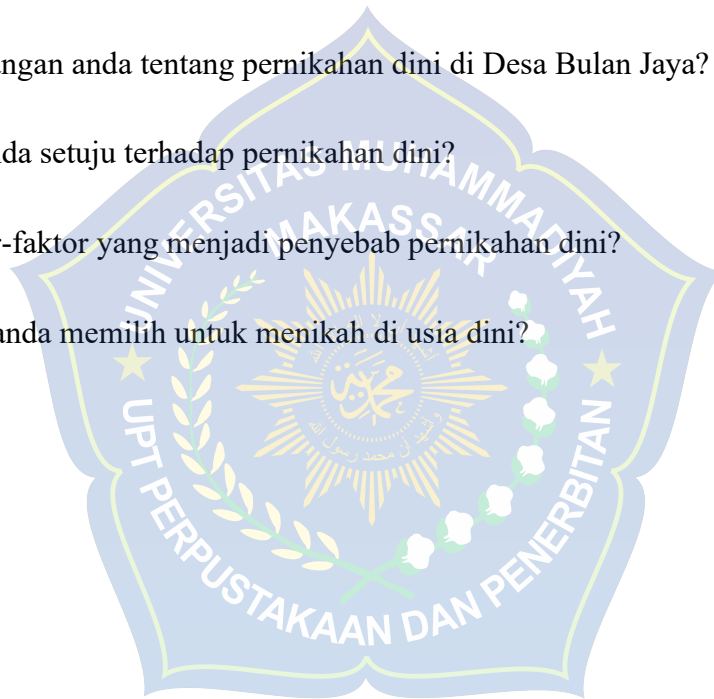 ngan anda tentang pernikahan dini di Desa Bulan Jaya?
da setuju terhadap pernikahan dini?
-faktor yang menjadi penyebab pernikahan dini?
anda memilih untuk menikah di usia dini?
UNIVERSITAS MUHAMMADIYAH
MAKASSAR
UPT PERPUSTAKAAN DAN PENERBITAN
محمدية